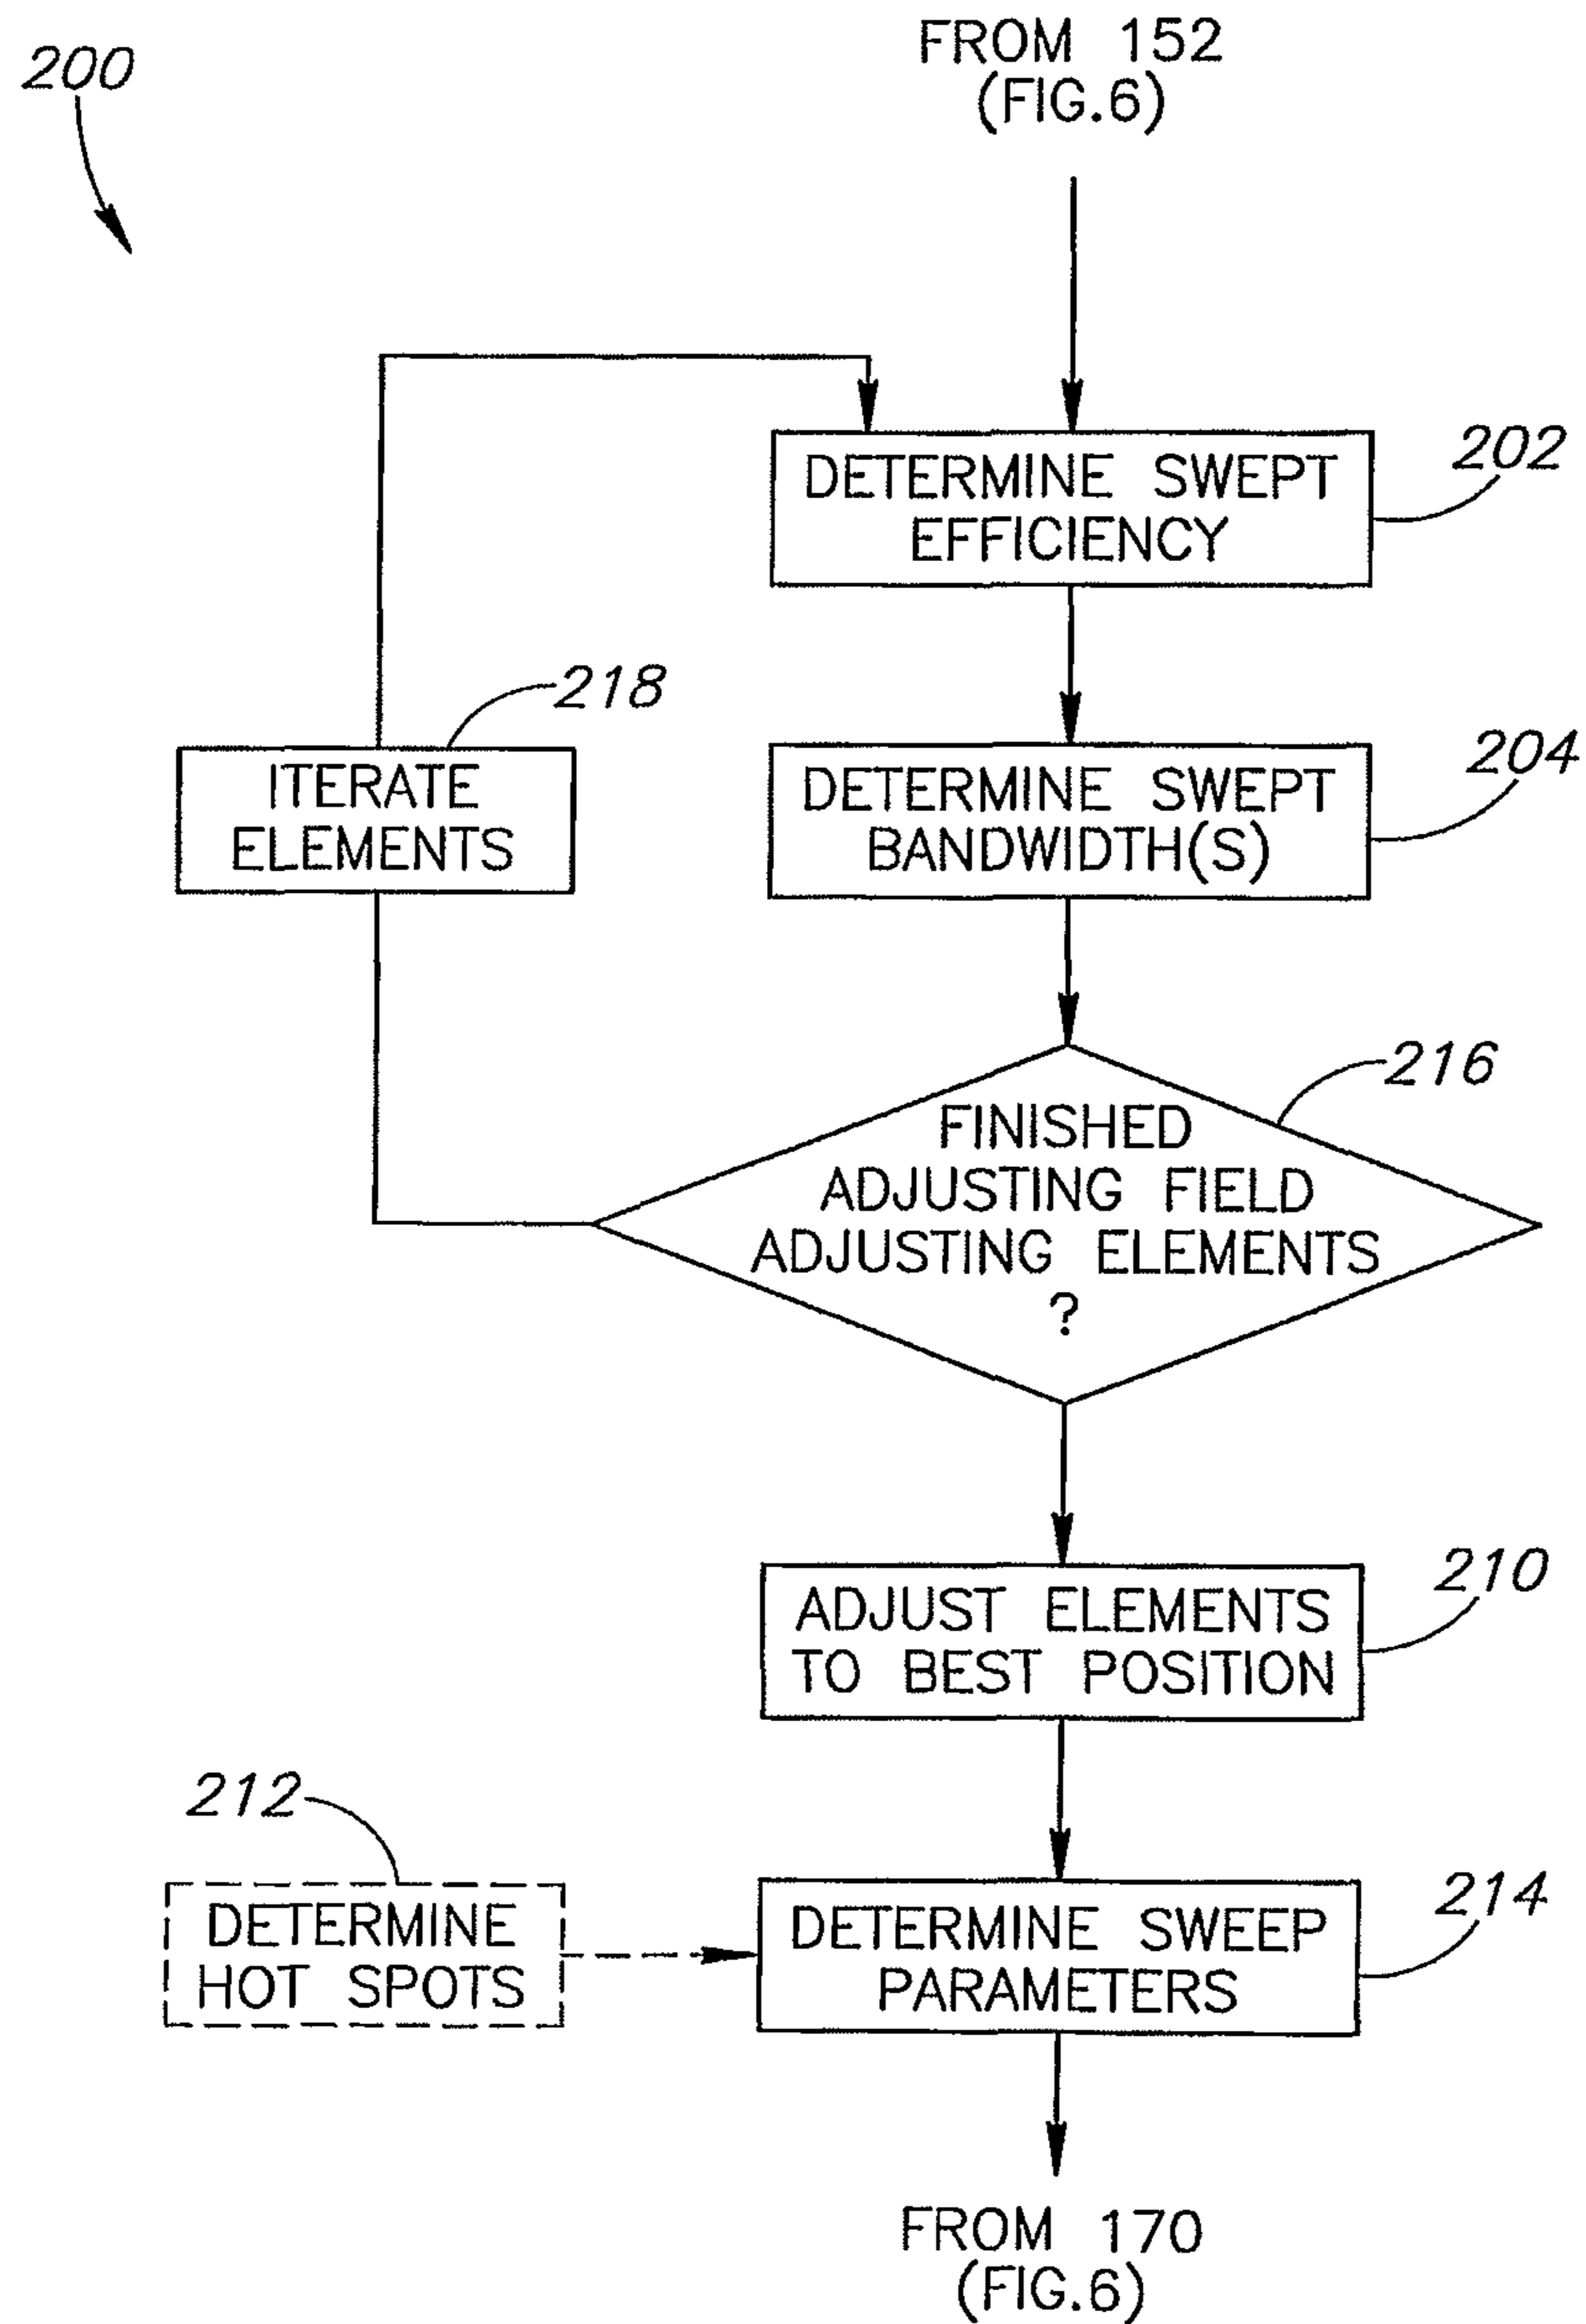 200
FROM 152
(FIG.6)
DETERMINE SWEPT
EFFICIENCY
202
218
ITERATE
ELEMENTS
DETERMINE SWEPT
BANDWIDTH(S)
204
216
FINISHED
ADJUSTING FIELD
ADJUSTING ELEMENTS
?
ADJUST ELEMENTS
TO BEST POSITION
210
212
DETERMINE
HOT SPOTS
DETERMINE SWEEP
PARAMETERS
214
FROM 170
(FIG.6)